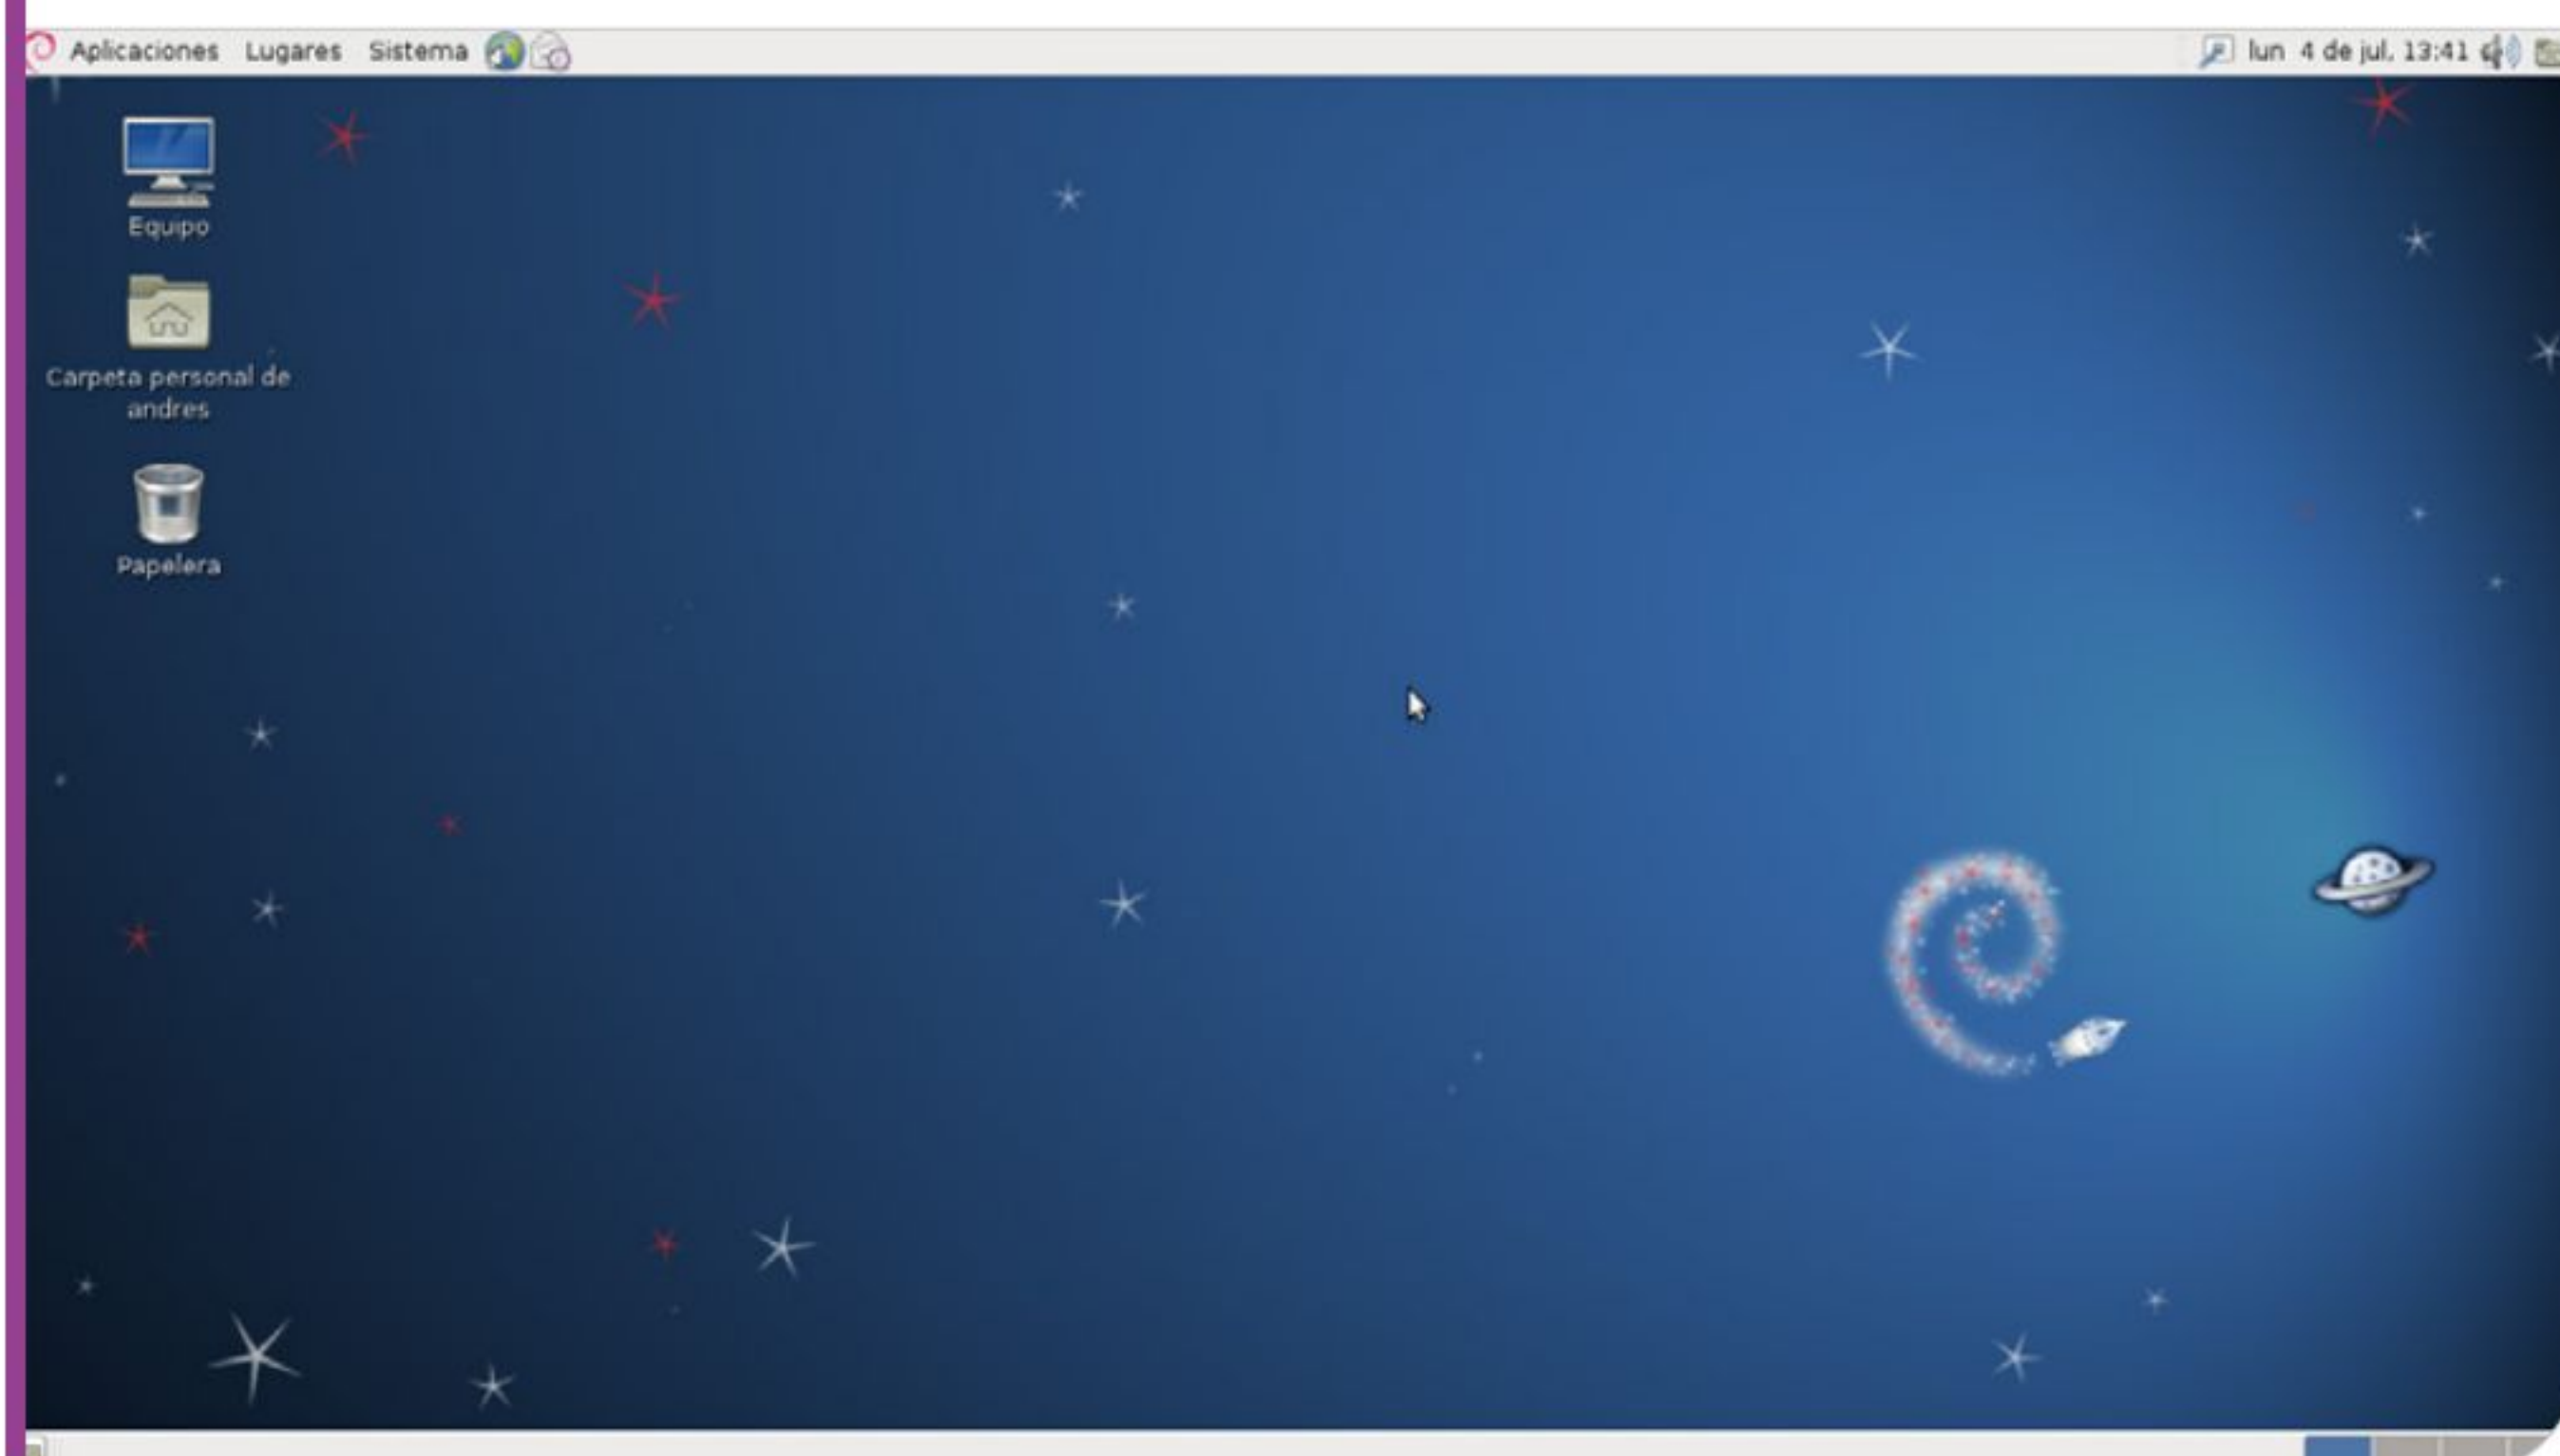 Aplicaciones Lugares Sistema
lun 4 de jul, 13:41
Equipo
Carpeta personal de
andres
Papelera